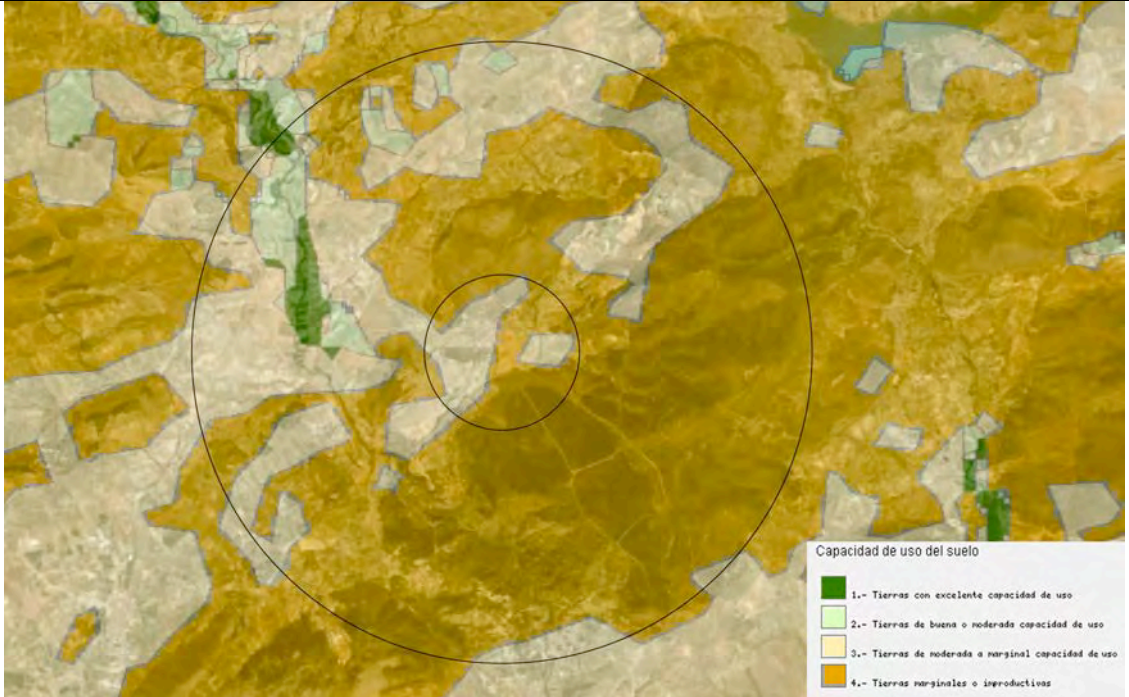 Capacidad de uso del suelo
1.- Tierras con excelente capacidad de uso
2.- Tierras de buena o moderada capacidad de uso
3.- Tierras de moderada a marginal capacidad de uso
4.- Tierras marginales o improductivas